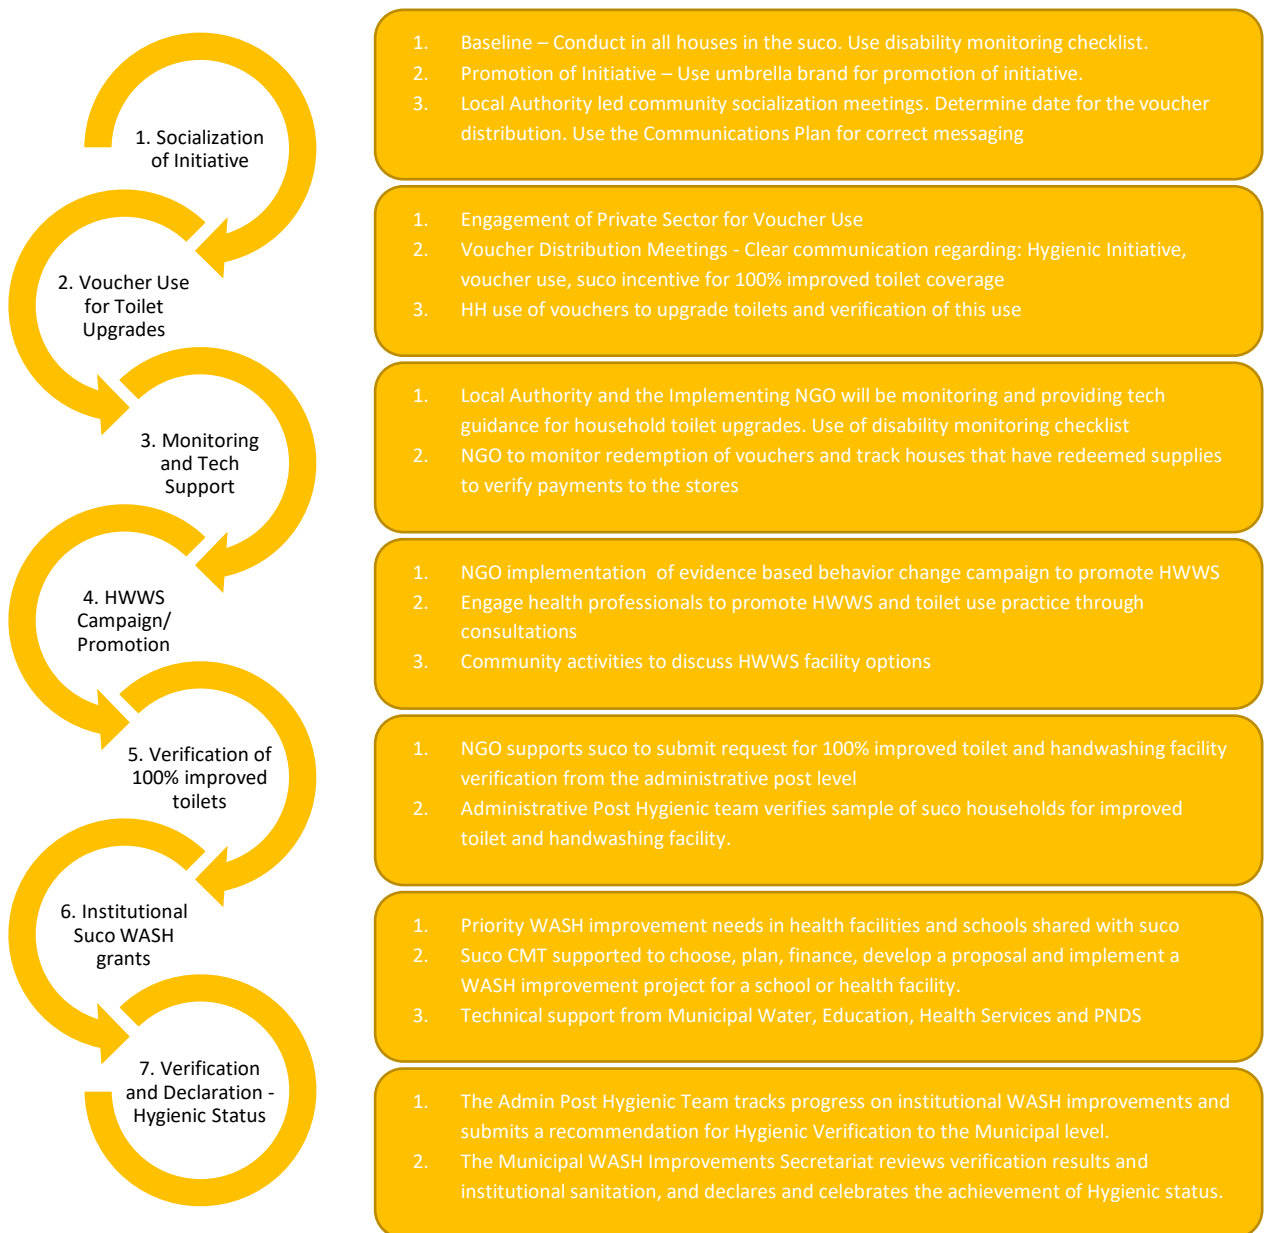 1. Socialization
of Initiative
1. Baseline – Conduct in all houses in the suco. Use disability monitoring checklist.
2. Promotion of Initiative – Use umbrella brand for promotion of initiative.
3. Local Authority led community socialization meetings. Determine date for the voucher
distribution. Use the Communications Plan for correct messaging
2. Voucher Use
for Toilet
Upgrades
1. Engagement of Private Sector for Voucher Use
2. Voucher Distribution Meetings - Clear communication regarding: Hygienic Initiative,
voucher use, suco incentive for 100% improved toilet coverage
3. HH use of vouchers to upgrade toilets and verification of this use
3. Monitoring
and Tech
Support
1. Local Authority and the Implementing NGO will be monitoring and providing tech
guidance for household toilet upgrades. Use of disability monitoring checklist
2. NGO to monitor redemption of vouchers and track houses that have redeemed supplies
to verify payments to the stores
4. HWWS
Campaign/
Promotion
1. NGO implementation of evidence based behavior change campaign to promote HWWS
2. Engage health professionals to promote HWWS and toilet use practice through
consultations
3. Community activities to discuss HWWS facility options
5. Verification of
100% improved
toilets
1. NGO supports suco to submit request for 100% improved toilet and handwashing facility
verification from the administrative post level
2. Administrative Post Hygienic team verifies sample of suco households for improved
toilet and handwashing facility.
6. Institutional
Suco WASH
grants
1. Priority WASH improvement needs in health facilities and schools shared with suco
2. Suco CMT supported to choose, plan, finance, develop a proposal and implement a
WASH improvement project for a school or health facility.
3. Technical support from Municipal Water, Education, Health Services and PNDS
7. Verification
and Declaration -
Hygienic Status
1. The Admin Post Hygienic Team tracks progress on institutional WASH improvements and
submits a recommendation for Hygienic Verification to the Municipal level.
2. The Municipal WASH Improvements Secretariat reviews verification results and
institutional sanitation, and declares and celebrates the achievement of Hygienic status.